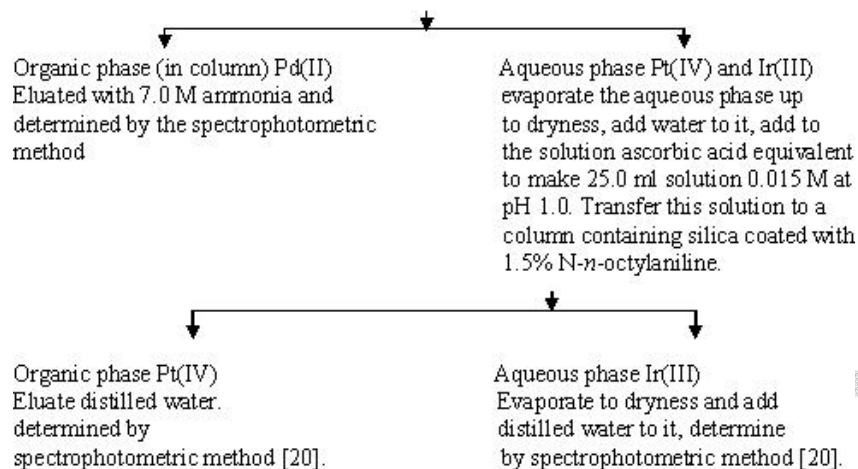 Organic phase (in column) Pd(II)
Eluated with 7.0 M ammonia and
determined by the spectrophotometric
method
Aqueous phase Pt(IV) and Ir(III)
evaporate the aqueous phase up
to dryness, add water to it, add to
the solution ascorbic acid equivalent
to make 25.0 ml solution 0.015 M at
pH 1.0. Transfer this solution to a
column containing silica coated with
1.5% N-n-octylaniline.
Organic phase Pt(IV)
Eluate distilled water.
determined by
spectrophotometric method [20].
Aqueous phase Ir(III)
Evaporate to dryness and add
distilled water to it, determine
by spectrophotometric method [20].